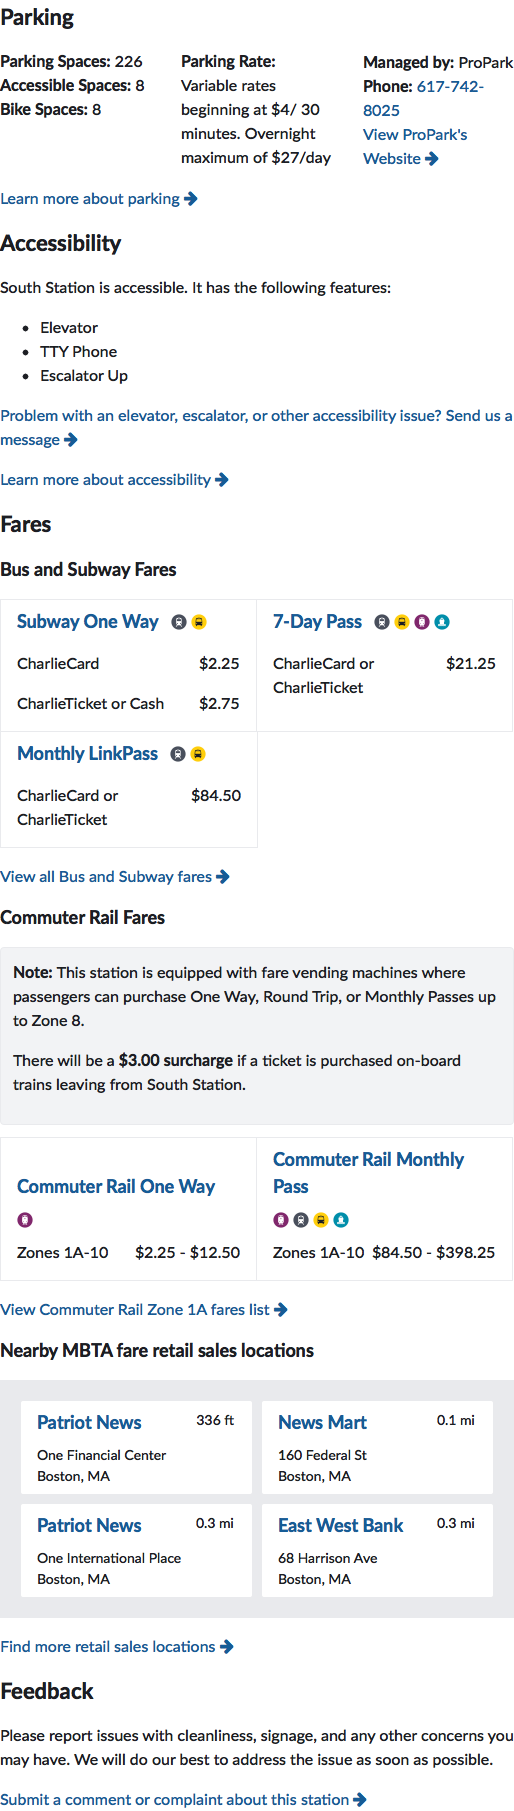 Parking
Parking Spaces: 226
Accessible Spaces: 8
Bike Spaces: 8
Parking Rate:
Variable rates
beginning at $4/ 30
minutes. Overnight
maximum of $27/day
Managed by: ProPark
Phone: 617-742-
8025
View ProPark's
Website
Learn more about parking
Accessibility
South Station is accessible. It has the following features:
Elevator
TTY Phone
Escalator Up
Problem with an elevator, escalator, or other accessibility issue? Send us a
message
Learn more about accessibility
Fares
Bus and Subway Fares
Subway One Way
CharlieCard $2.25
CharlieTicket or Cash $2.75
7-Day Pass
CharlieCard or $21.25
CharlieTicket
Monthly LinkPass
CharlieCard or $84.50
CharlieTicket
View all Bus and Subway fares
Commuter Rail Fares
Note: This station is equipped with fare vending machines where
passengers can purchase One Way, Round Trip, or Monthly Passes up
to Zone 8.
There will be a $3.00 surcharge if a ticket is purchased on-board
trains leaving from South Station.
Commuter Rail One Way
Zones 1A-10 $2.25 - $12.50
Commuter Rail Monthly
Pass
Zones 1A-10 $84.50 - $398.25
View Commuter Rail Zone 1A fares list
Nearby MBTA fare retail sales locations
Patriot News 336 ft
One Financial Center
Boston, MA
News Mart 0.1 mi
160 Federal St
Boston, MA
Patriot News 0.3 mi
One International Place
Boston, MA
East West Bank 0.3 mi
68 Harrison Ave
Boston, MA
Find more retail sales locations
Feedback
Please report issues with cleanliness, signage, and any other concerns you
may have. We will do our best to address the issue as soon as possible.
Submit a comment or complaint about this station